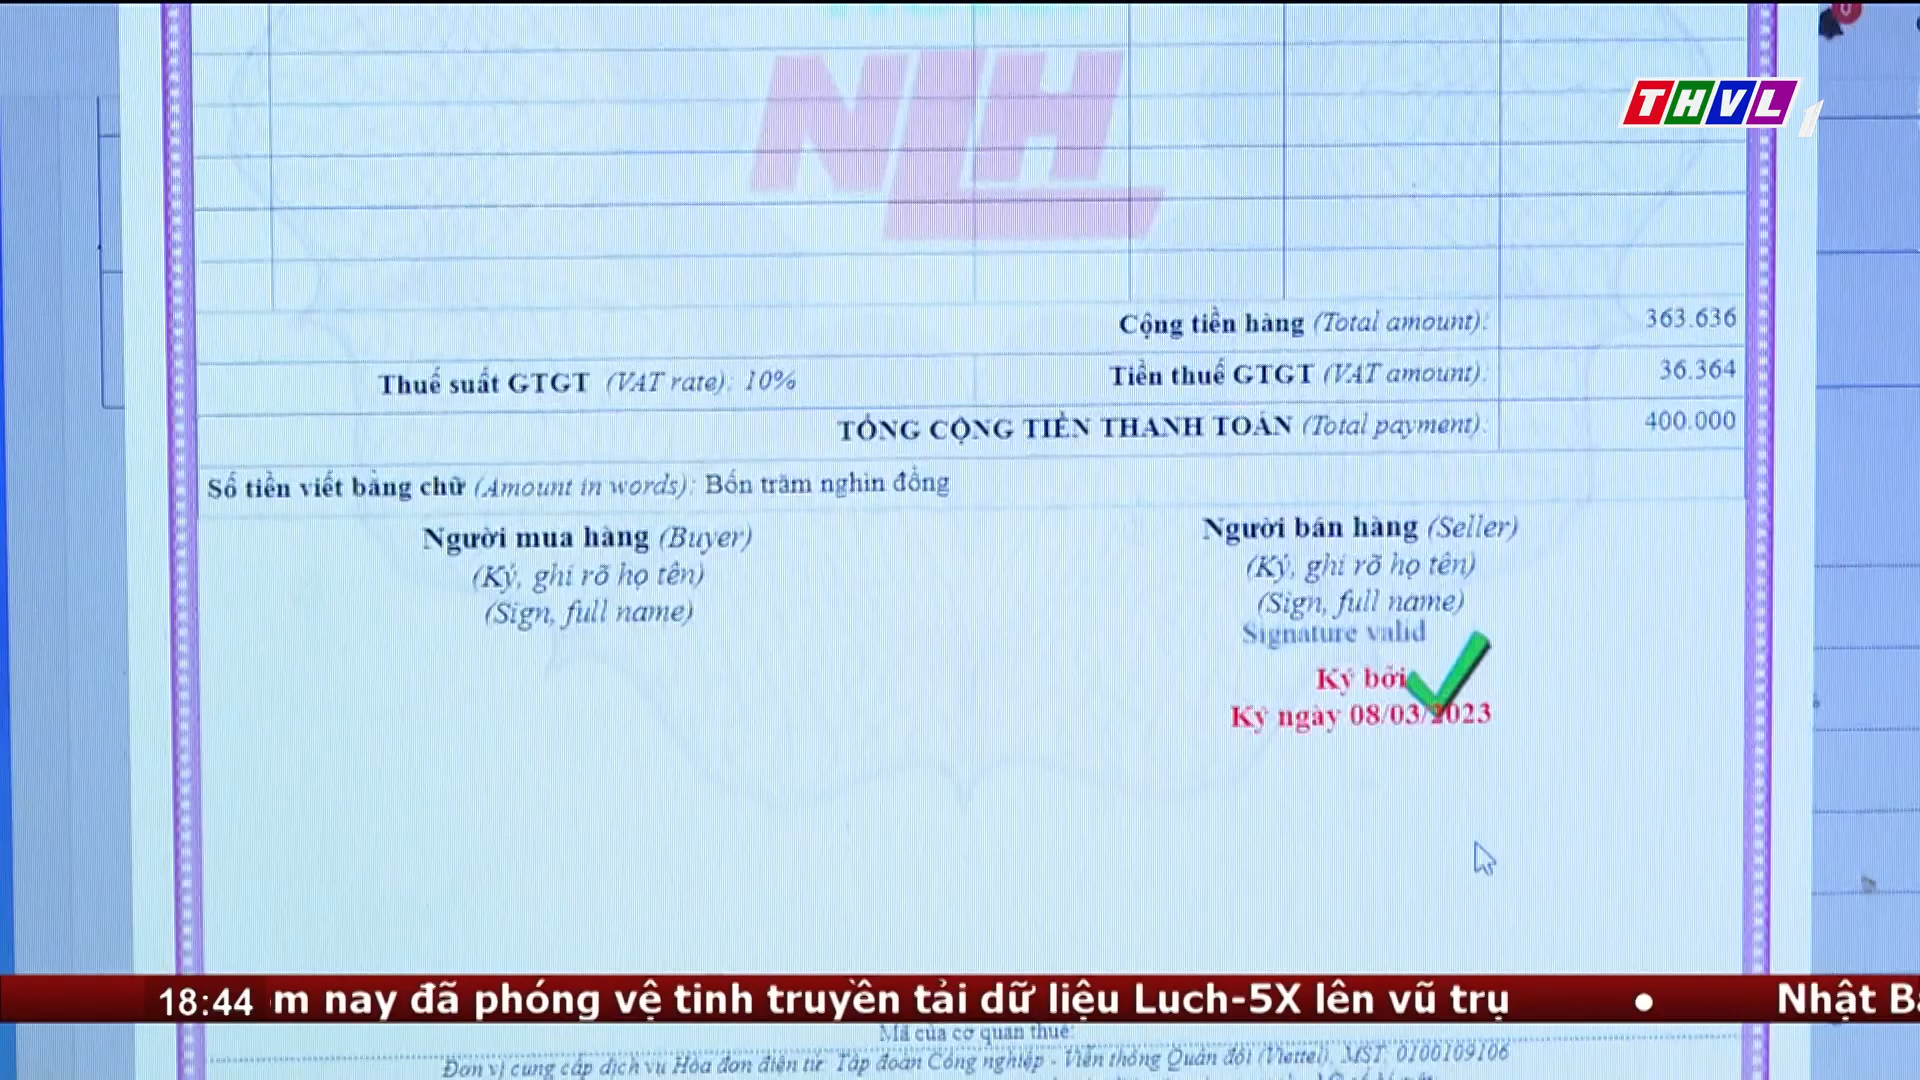 THVL 1
NLH
Cộng tiền hàng (Total amount): 363.636
Thuế suất GTGT (VAT rate): 10% Tiền thuế GTGT (VAT amount): 36.364
TỔNG CỘNG TIỀN THANH TOÁN (Total payment): 400.000
Số tiền viết bằng chữ (Amount in words): Bốn trăm nghìn đồng
Người mua hàng (Buyer) Người bán hàng (Seller)
(Ký, ghi rõ họ tên) (Ký, ghi rõ họ tên)
(Sign, full name) (Sign, full name)
Signature valid
Ký bởi
Ký ngày 08/03/2023
18:44 m nay đã phóng vệ tinh truyền tải dữ liệu Luch-5X lên vũ trụ • Nhật B
Mã của cơ quan thuế:
Đơn vị cung cấp dịch vụ Hóa đơn điện tử: Tập đoàn Công nghiệp - Viễn thông Quân đội (Viettel), MST: 0100109106